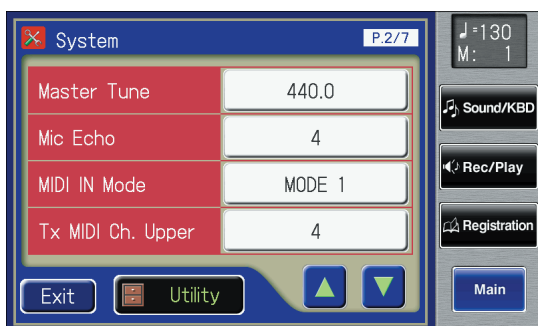 System
P.2/7
♩=130
M: 1
Master Tune 440.0
Mic Echo 4
MIDI IN Mode MODE 1
Tx MIDI Ch. Upper 4
Exit
Utility
Sound/KBD
Rec/Play
Registration
Main